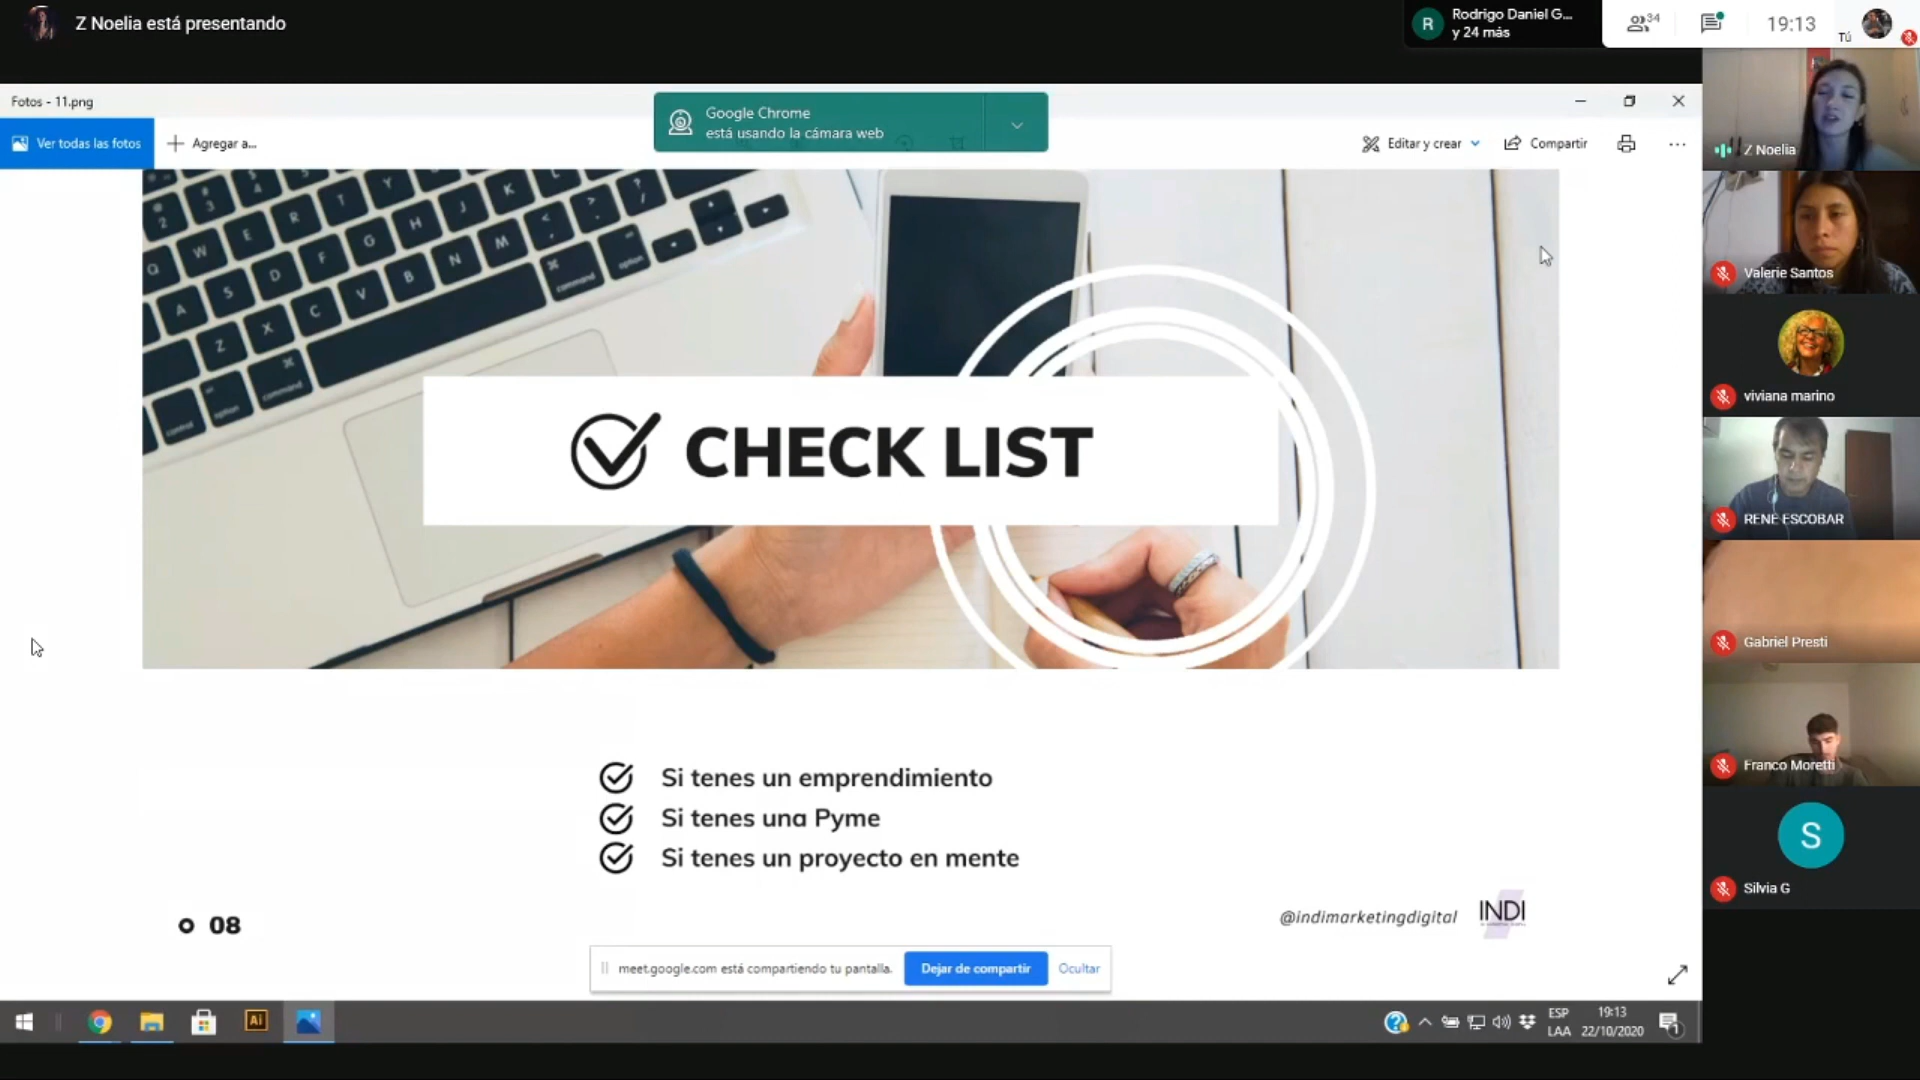 Z Noelia está presentando
Rodrigo Daniel G...
y 24 más
R
34
19:13
Tú
Fotos - 11.png
Google Chrome
está usando la cámara web
Ver todas las fotos
Agregar a...
Editar y crear
Compartir
CHECK LIST
Si tenes un emprendimiento
Si tenes una Pyme
Si tenes un proyecto en mente
08
@indimarketingdigital
INDI
meet.google.com está compartiendo tu pantalla.
Dejar de compartir
Ocultar
Z Noelia
Valerie Santos
viviana marino
RENE ESCOBAR
Gabriel Presti
Franco Moretti
S
Silvia G
Ai
ESP
LAA
19:13
22/10/2020
1